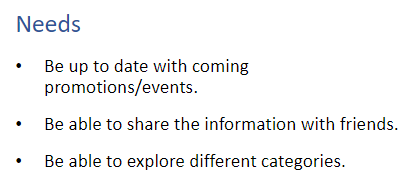 Needs
• Be up to date with coming
promotions/events.
• Be able to share the information with friends.
• Be able to explore different categories.